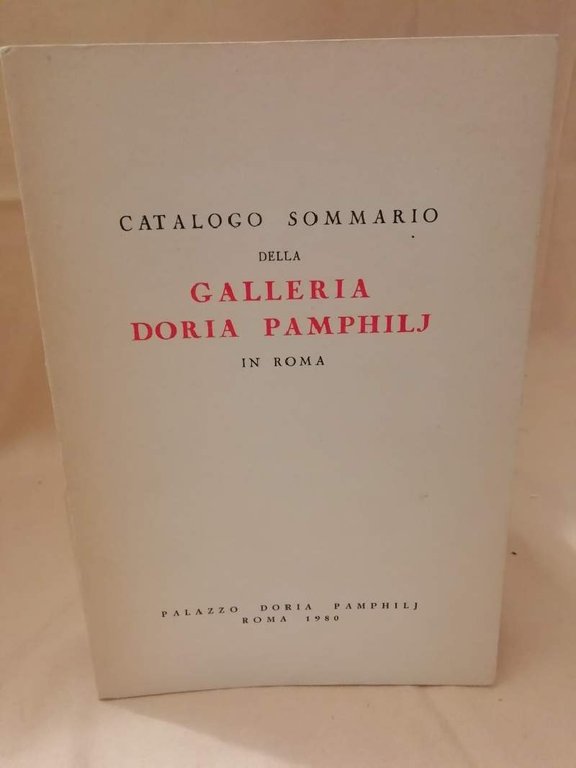 CATALOGO SOMMARIO
DELLA
GALLERIA
DORIA PAMPHILJ
IN ROMA
PALAZZO DORIA PAMPHILJ
ROMA 1980